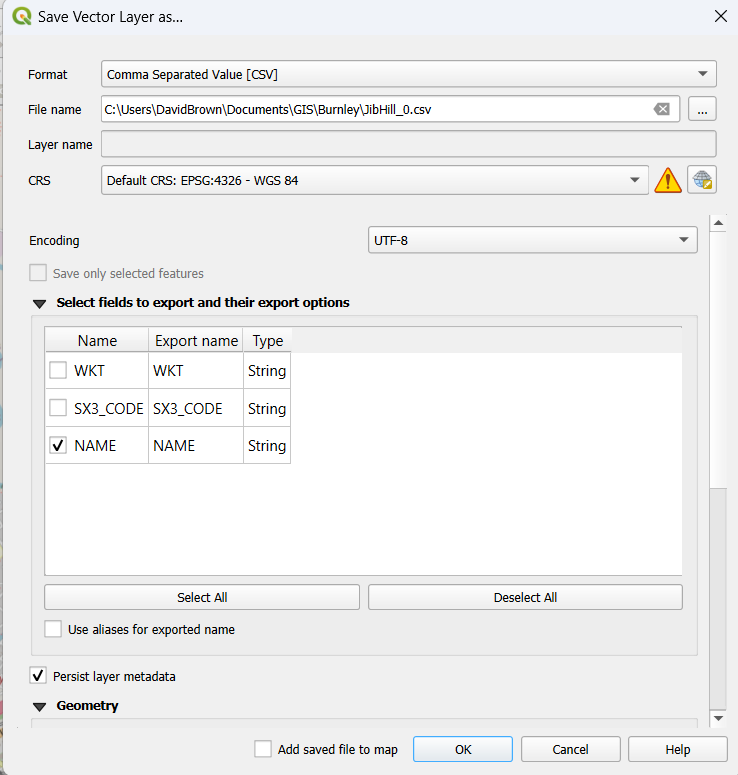 Save Vector Layer as...
Format Comma Separated Value [CSV]
File name C:\Users\DavidBrown\Documents\GIS\Burnley\JibHill_0.csv ...
Layer name
CRS Default CRS: EPSG:4326 - WGS 84
Encoding UTF-8
Save only selected features
Select fields to export and their export options
Name Export name Type
WKT WKT String
SX3_CODE SX3_CODE String
NAME NAME String
Select All Deselect All
Use aliases for exported name
Persist layer metadata
Geometry
Add saved file to map OK Cancel Help